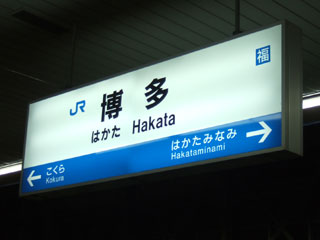 福
JR 博多
はかた Hakata
← こくら
Kokura
はかたみなみ →
Hakataminami